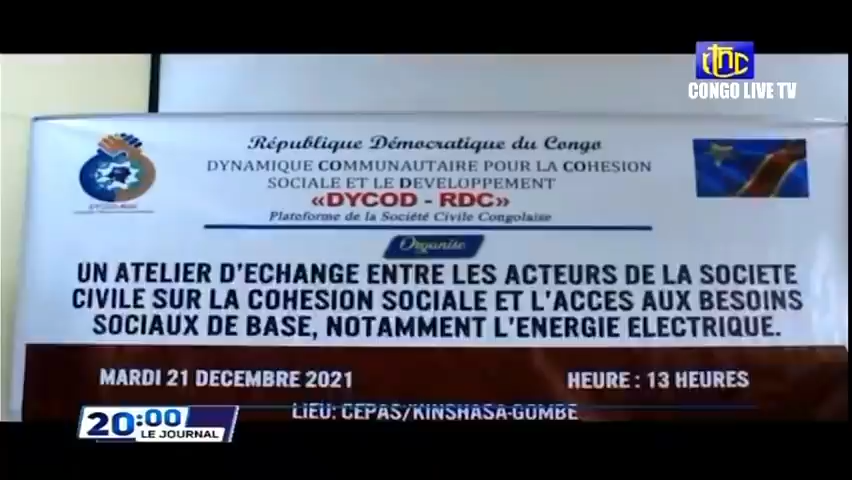 rtnc
CONGO LIVE TV
République Démocratique du Congo
DYNAMIQUE COMMUNAUTAIRE POUR LA COHESION
SOCIALE ET LE DEVELOPPEMENT
«DYCOD - RDC»
Plateforme de la Société Civile Congolaise
DYCOD-RDC
Organise
UN ATELIER D'ECHANGE ENTRE LES ACTEURS DE LA SOCIETE
CIVILE SUR LA COHESION SOCIALE ET L'ACCES AUX BESOINS
SOCIAUX DE BASE, NOTAMMENT L'ENERGIE ELECTRIQUE.
MARDI 21 DECEMBRE 2021 HEURE : 13 HEURES
LIEU: CEPAS/KINSHASA-GOMBE
20:00
LE JOURNAL